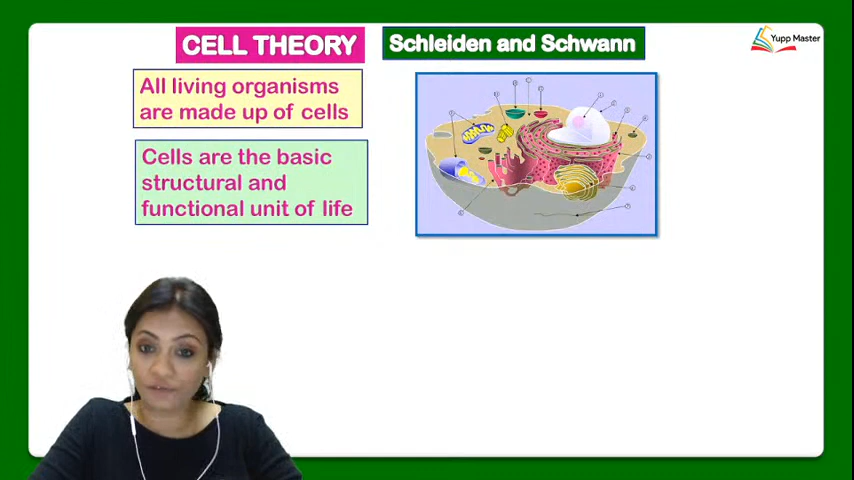 CELL THEORY
Schleiden and Schwann
Yupp Master
All living organisms
are made up of cells
Cells are the basic
structural and
functional unit of life